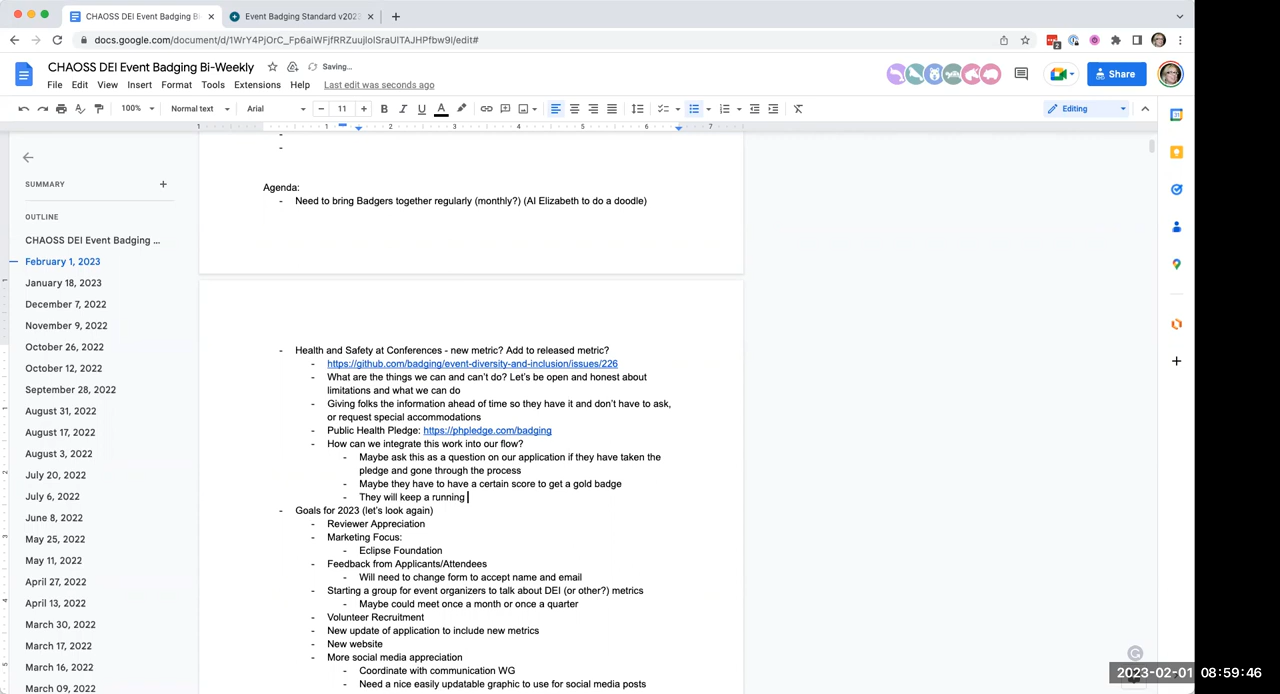 CHAOSS DEI Event Badging Bi
Event Badging Standard v202
docs.google.com/document/d/1WrY4PjOrC_Fp6aiWFjfRRZuujlolSraUlTAJHPfbw9I/edit#
2
CHAOSS DEI Event Badging Bi-Weekly
Saving...
File Edit View Insert Format Tools Extensions Help Last edit was seconds ago
Share
100% Normal text Arial 11 B I U A
Editing
1 1 2 3 4 5 6 7
SUMMARY
OUTLINE
CHAOSS DEI Event Badging ...
February 1, 2023
January 18, 2023
December 7, 2022
November 9, 2022
October 26, 2022
October 12, 2022
September 28, 2022
August 31, 2022
August 17, 2022
August 3, 2022
July 20, 2022
July 6, 2022
June 8, 2022
May 25, 2022
May 11, 2022
April 27, 2022
April 13, 2022
March 30, 2022
March 17, 2022
March 16, 2022
March 09, 2022
-
-
Agenda:
- Need to bring Badgers together regularly (monthly?) (AI Elizabeth to do a doodle)
- Health and Safety at Conferences - new metric? Add to released metric?
- https://github.com/badging/event-diversity-and-inclusion/issues/226
- What are the things we can and can't do? Let's be open and honest about
limitations and what we can do
- Giving folks the information ahead of time so they have it and don't have to ask,
or request special accommodations
- Public Health Pledge: https://phpledge.com/badging
- How can we integrate this work into our flow?
- Maybe ask this as a question on our application if they have taken the
pledge and gone through the process
- Maybe they have to have a certain score to get a gold badge
- They will keep a running
- Goals for 2023 (let's look again)
- Reviewer Appreciation
- Marketing Focus:
- Eclipse Foundation
- Feedback from Applicants/Attendees
- Will need to change form to accept name and email
- Starting a group for event organizers to talk about DEI (or other?) metrics
- Maybe could meet once a month or once a quarter
- Volunteer Recruitment
- New update of application to include new metrics
- New website
- More social media appreciation
- Coordinate with communication WG
- Need a nice easily updatable graphic to use for social media posts
2023-02-01 08:59:46